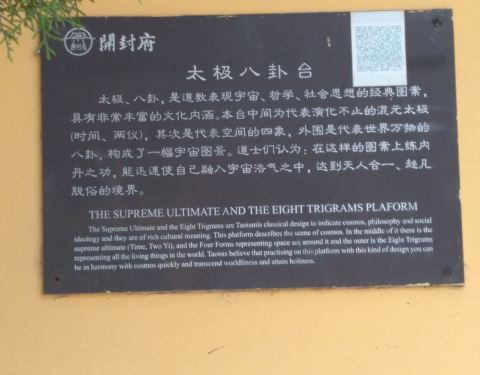 開封府
太极八卦台
太极、八卦，是道教表现宇宙、哲学、社会思想的经典图案，
具有非常丰富的文化内涵。本台中间为代表演化不止的混元太极
(时间、两仪)，其次是代表空间的四象，外围是代表世界万物的
八卦。构成了一幅宇宙图景。道士们认为：在这样的图案上练内
丹之功，能迅速使自己融入宇宙浩气之中，达到天人合一、超凡
脱俗的境界。
THE SUPREME ULTIMATE AND THE EIGHT TRIGRAMS PLAFORM
The Supreme Ultimate and the Eight Trigrams are Taoismís classical design to indicate cosmos, philosophy and social
ideology and they are of rich cultural meaning. This platform describes the scene of cosmos. In the middle of it there is the
supreme ultimate (Time, Two Yi), and the Four Forms representing space are around it and the outer is the Eight Trigrams
representing all the living things in the world. Taoists believe that practiving on this platform with this kind of design you can
be in harmony with cosmos quickly and transcend worldliness and attain holiness.